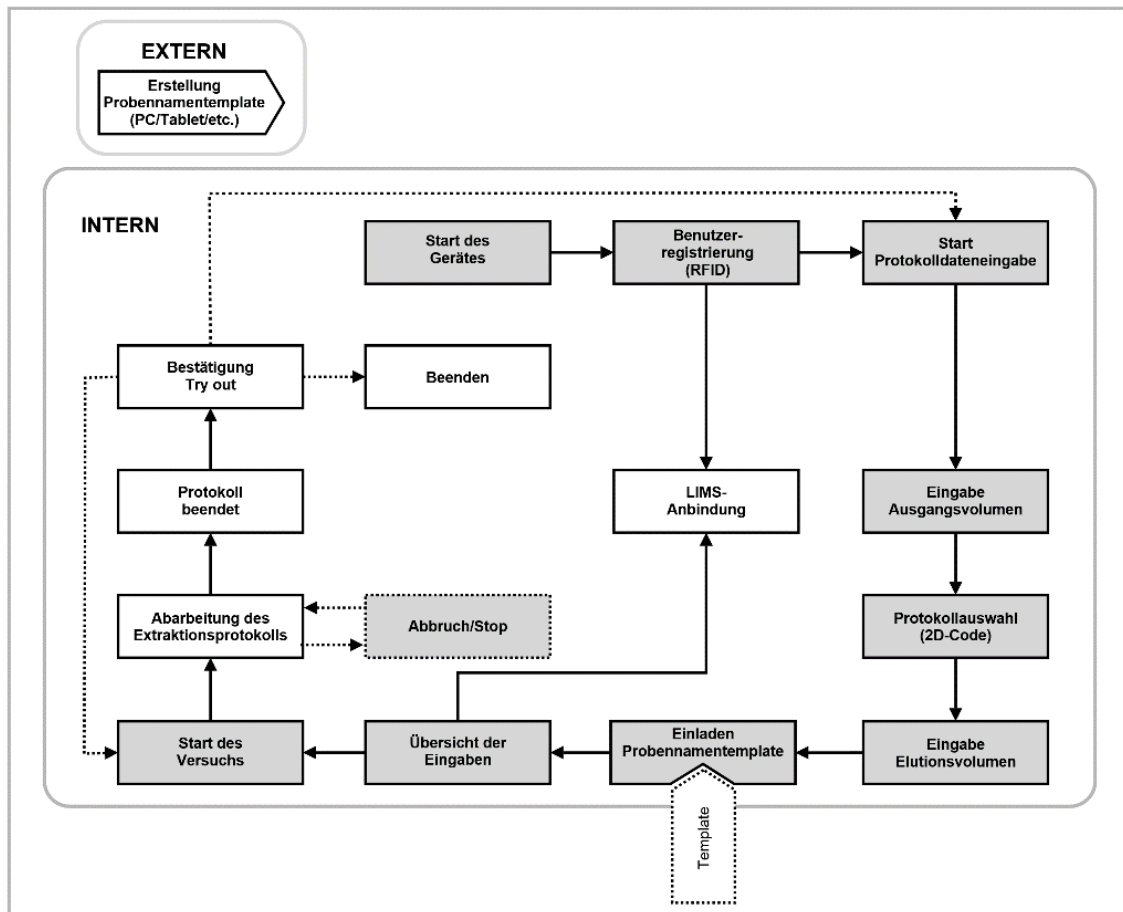 EXTERN
Erstellung
Probennamentemplate
(PC/Tablet/etc.)
INTERN
Start des
Gerätes
Benutzer-
registrierung
(RFID)
Start
Protokolldateneingabe
Bestätigung
Try out
Beenden
Protokoll
beendet
LIMS-
Anbindung
Eingabe
Ausgangsvolumen
Abarbeitung des
Extraktionsprotokolls
Abbruch/Stop
Protokollauswahl
(2D-Code)
Start des
Versuchs
Übersicht der
Eingaben
Einladen
Probennamentemplate
Eingabe
Elutionsvolumen
Template